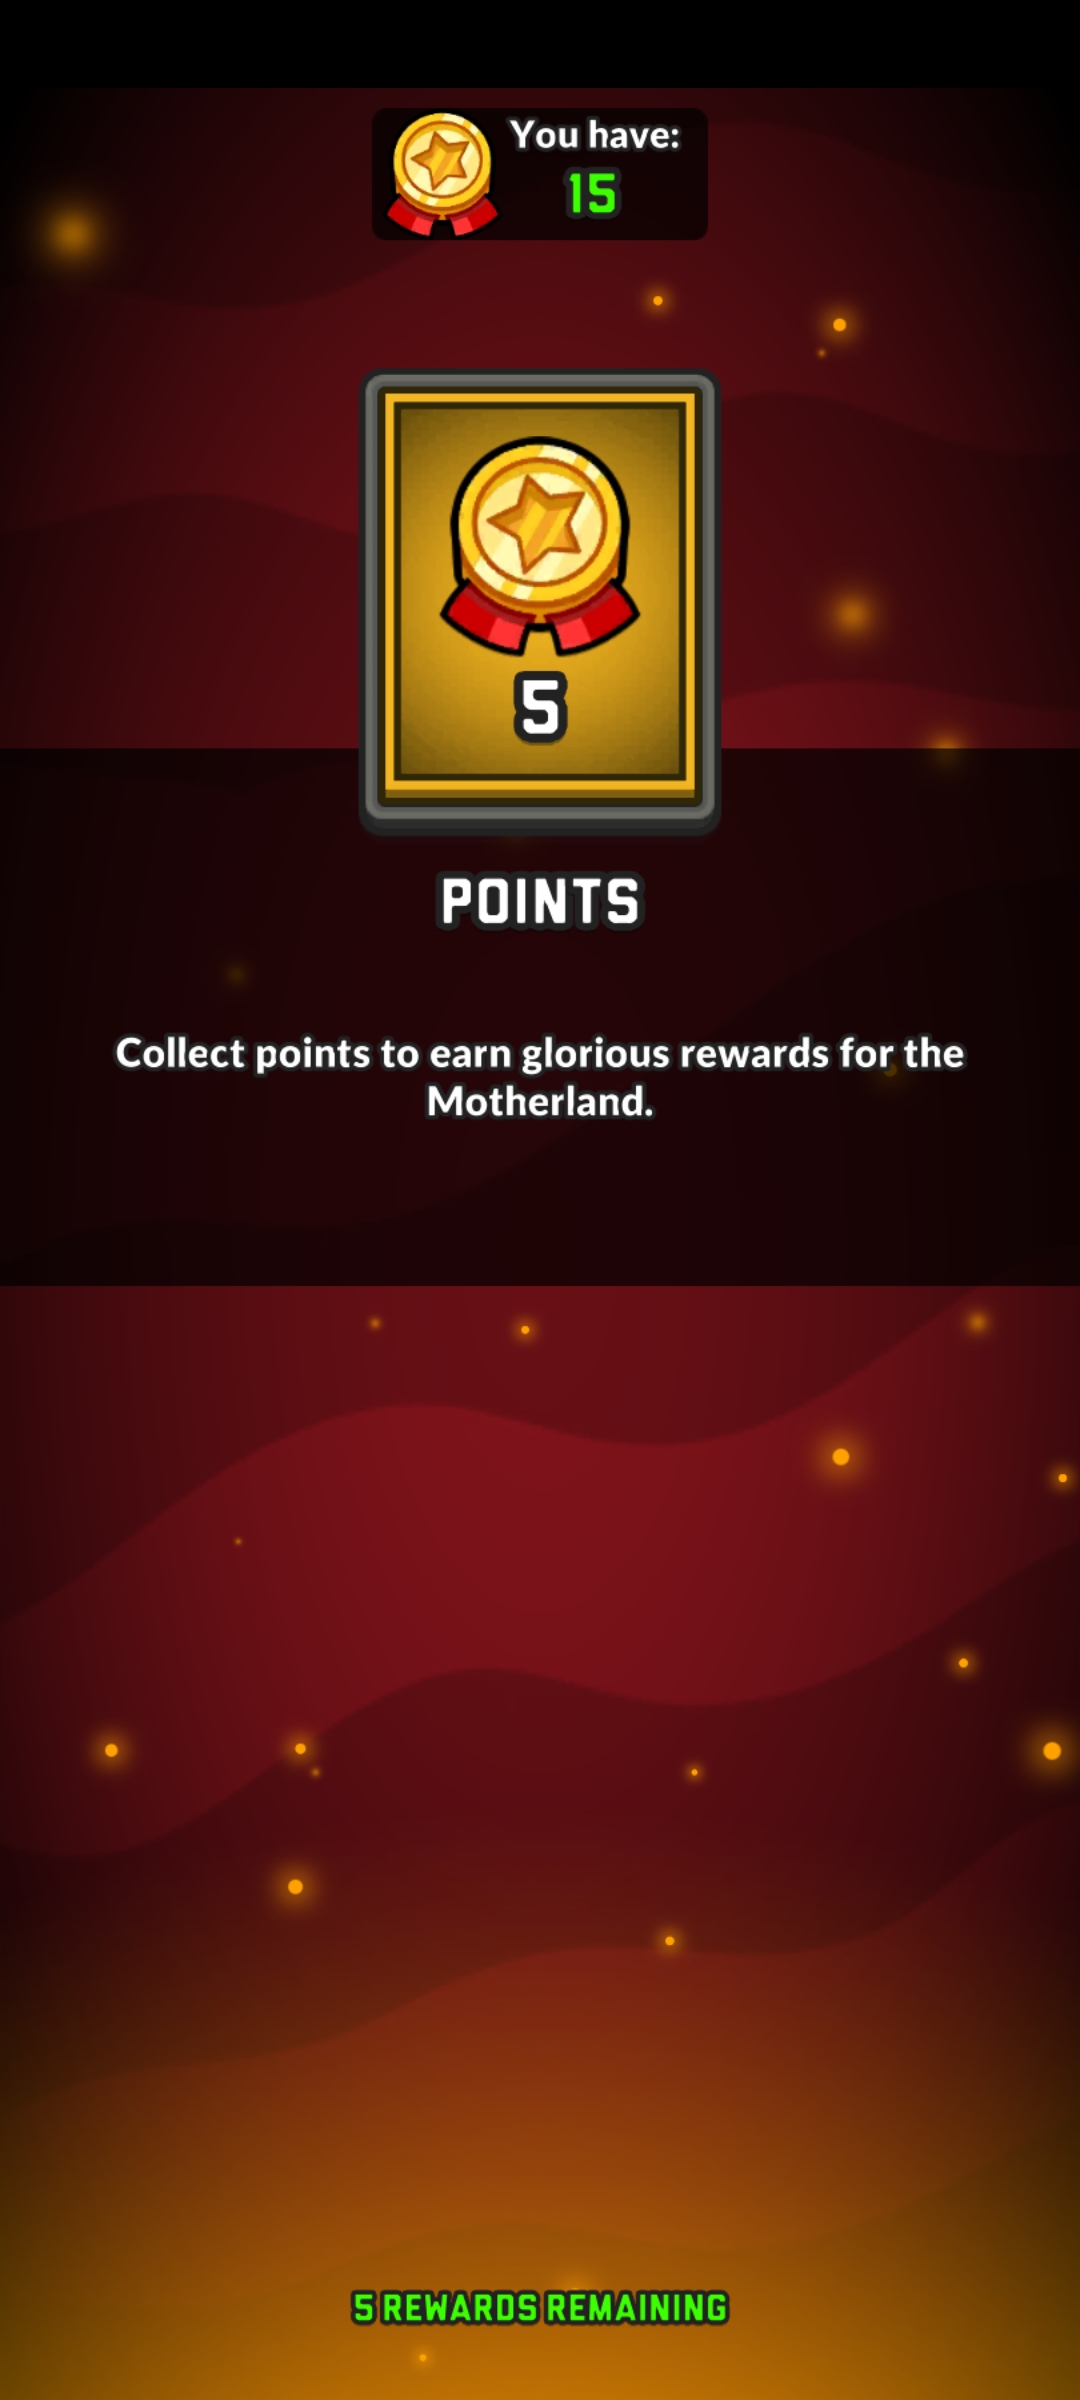 You have:
15
5
POINTS
Collect points to earn glorious rewards for the
Motherland.
5 REWARDS REMAINING